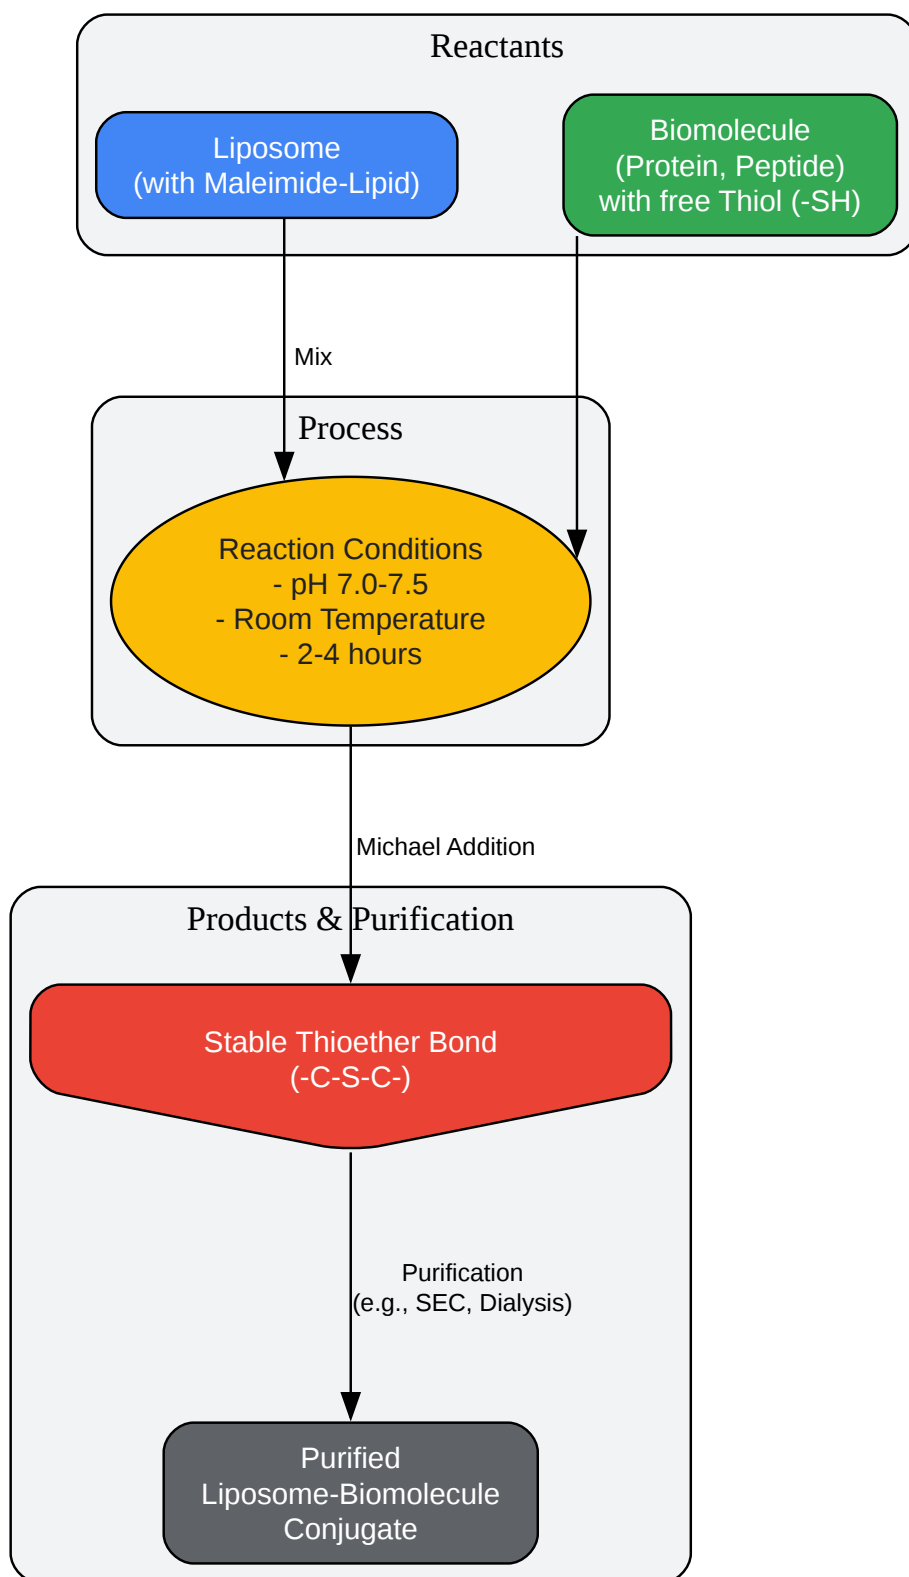 Reactants
Liposome
(with Maleimide-Lipid)
Biomolecule
(Protein, Peptide)
with free Thiol (-SH)
Mix
Process
Reaction Conditions
- pH 7.0-7.5
- Room Temperature
- 2-4 hours
Michael Addition
Products & Purification
Stable Thioether Bond
(-C-S-C-)
Purification
(e.g., SEC, Dialysis)
Purified
Liposome-Biomolecule
Conjugate